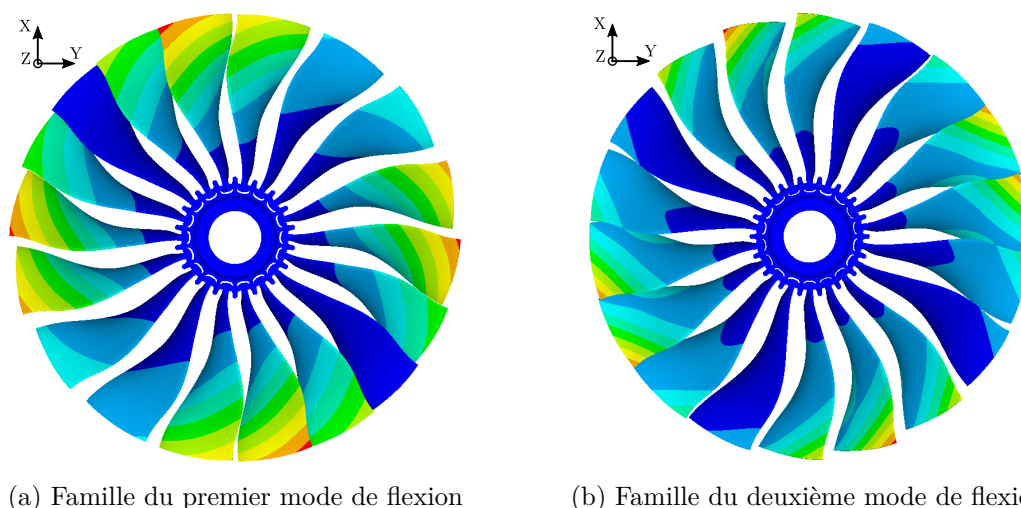 X
Z Y
X
Z Y
(a) Famille du premier mode de flexion
(b) Famille du deuxième mode de flexi